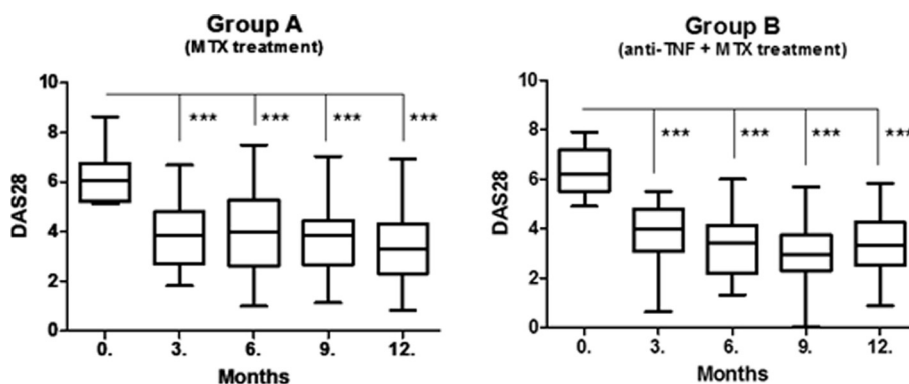 Group A
(MTX treatment)
10
8
6
4
2
0
DAS28
*** *** *** ***
0. 3. 6. 9. 12.
Months
Group B
(anti-TNF + MTX treatment)
10
8
6
4
2
0
DAS28
*** *** *** ***
0. 3. 6. 9. 12.
Months